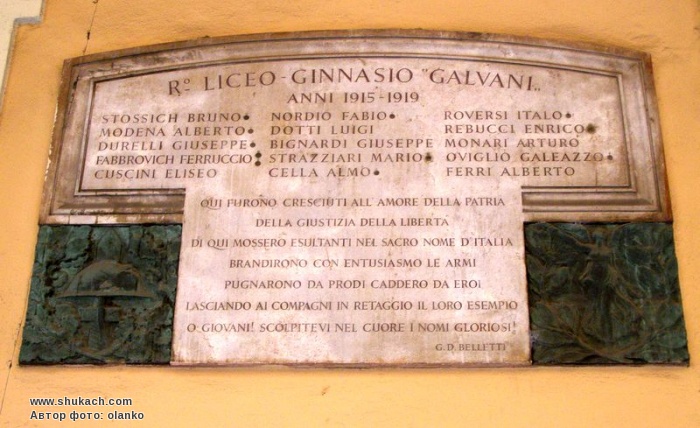 R.º LICEO-GINNASIO "GALVANI„
ANNI 1915-1919
STOSSICH BRUNO
MODENA ALBERTO
DURELLI GIUSEPPE
FABBROVICH FERRUCCIO
CUSCINI ELISEO
NORDIO FABIO
DOTTI LUIGI
BIGNARDI GIUSEPPE
STRAZZIARI MARIO
CELLA ALMO
ROVERSI ITALO
REBUCCI ENRICO
MONARI ARTURO
OVIGLIO GALEAZZO
FERRI ALBERTO
QUI FURONO CRESCIUTI ALL' AMORE DELLA PATRIA
DELLA GIUSTIZIA DELLA LIBERTÀ
DI QUI MOSSERO ESULTANTI NEL SACRO NOME D'ITALIA
BRANDIRONO CON ENTUSIASMO LE ARMI
PUGNARONO DA PRODI CADDERO DA EROI
LASCIANDO AI COMPAGNI IN RETAGGIO IL LORO ESEMPIO
O GIOVANI! SCOLPITEVI NEL CUORE I NOMI GLORIOSI!
G.D. BELLETTI
www.shukach.com
Автор фото: olanko